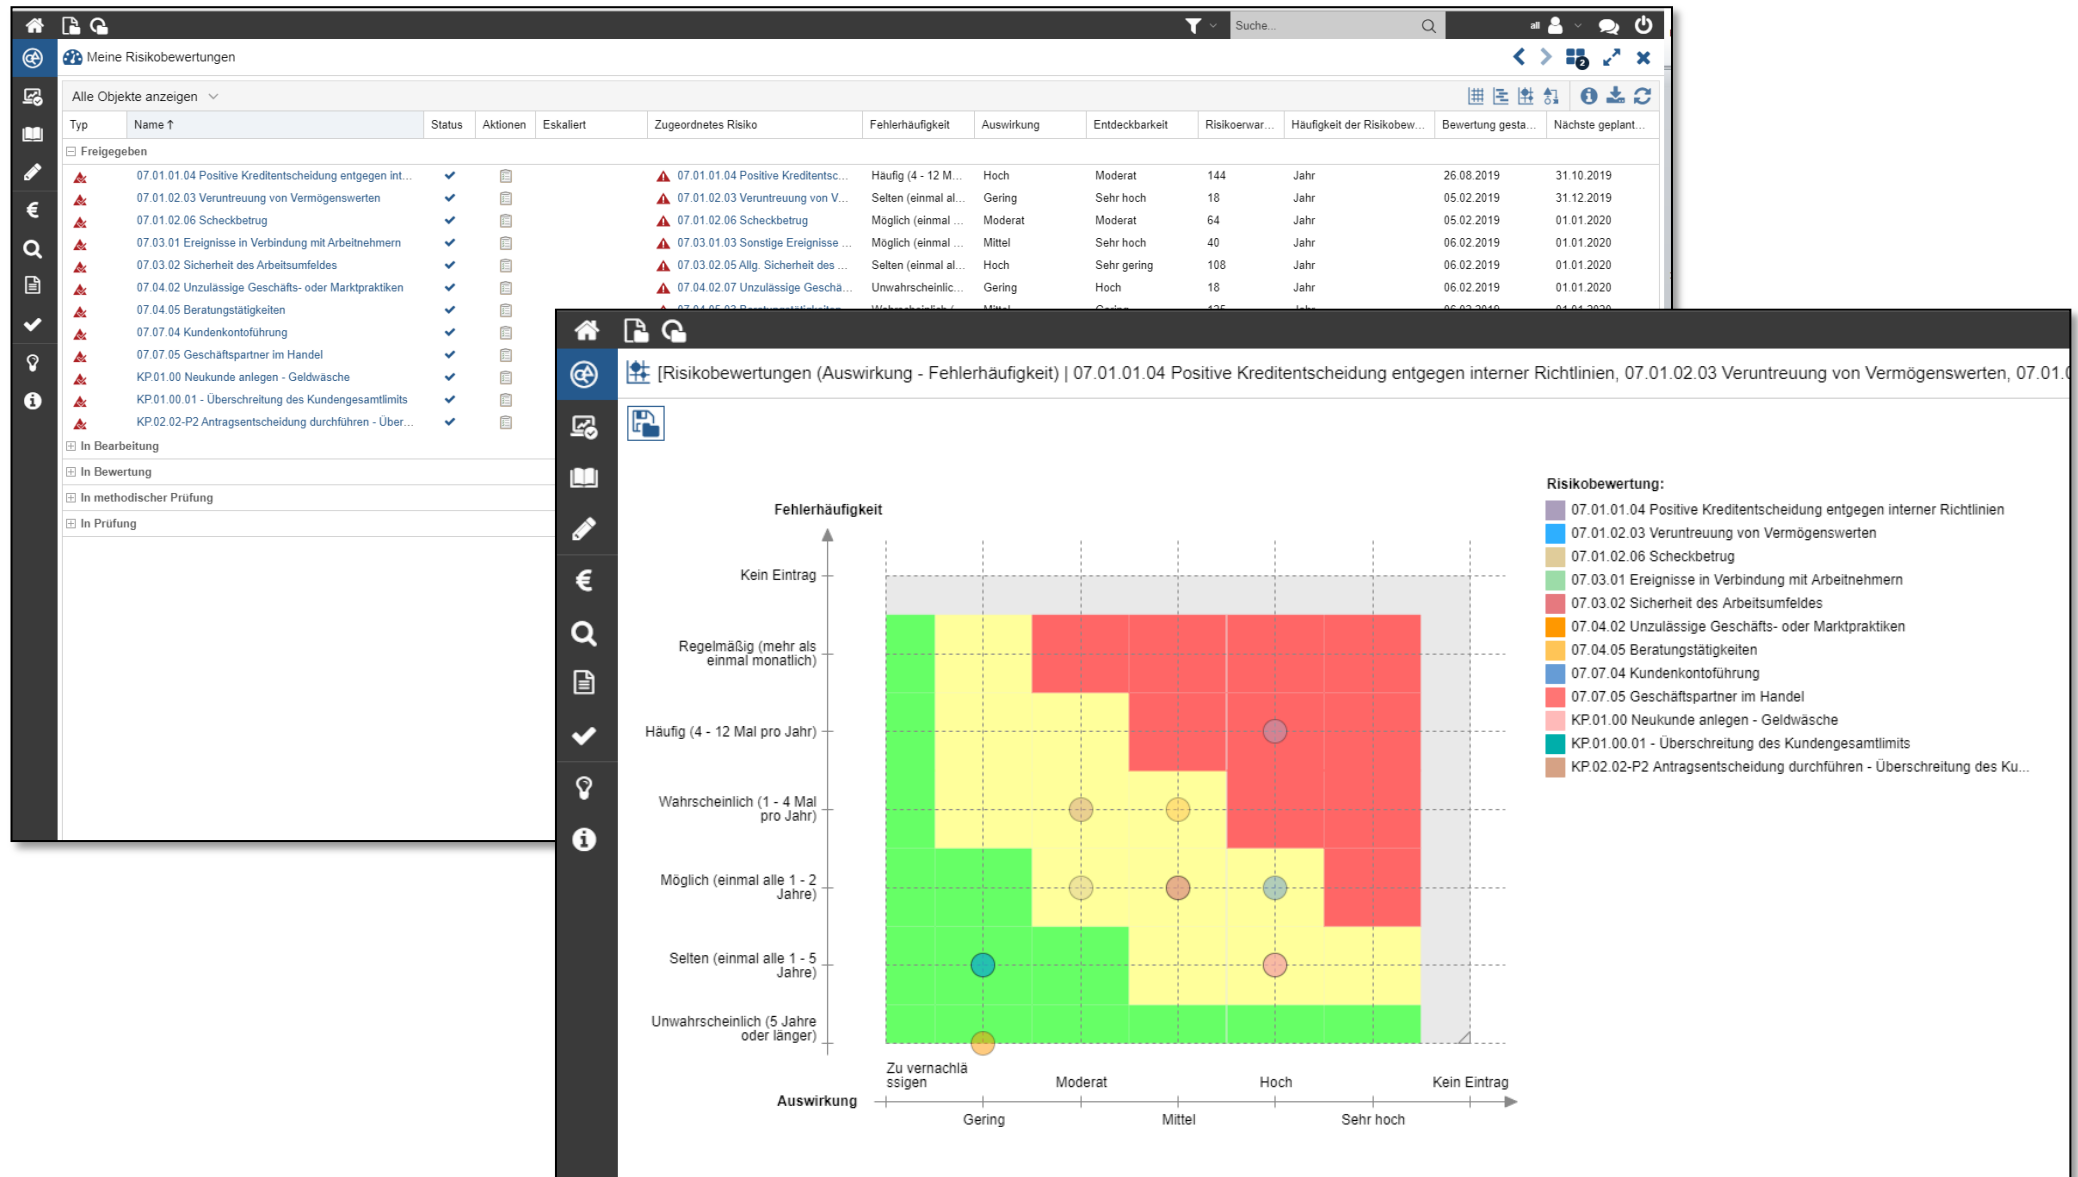 Suche...
all
Meine Risikobewertungen
2
Alle Objekte anzeigen
Typ Name ↑ Status Aktionen Eskaliert Zugeordnetes Risiko Fehlerhäufigkeit Auswirkung Entdeckbarkeit Risikoerwar... Häufigkeit der Risikobew... Bewertung gesta... Nächste geplant...
Freigegeben
07.01.01.04 Positive Kreditentscheidung entgegen int... 07.01.01.04 Positive Kreditentsc... Häufig (4 - 12 M... Hoch Moderat 144 Jahr 26.08.2019 31.10.2019
07.01.02.03 Veruntreuung von Vermögenswerten 07.01.02.03 Veruntreuung von V... Selten (einmal al... Gering Sehr hoch 18 Jahr 05.02.2019 31.12.2019
07.01.02.06 Scheckbetrug 07.01.02.06 Scheckbetrug Möglich (einmal ... Moderat Moderat 64 Jahr 05.02.2019 01.01.2020
07.03.01 Ereignisse in Verbindung mit Arbeitnehmern 07.03.01.03 Sonstige Ereignisse ... Möglich (einmal ... Mittel Sehr hoch 40 Jahr 06.02.2019 01.01.2020
07.03.02 Sicherheit des Arbeitsumfeldes 07.03.02.05 Allg. Sicherheit des ... Selten (einmal al... Hoch Sehr gering 108 Jahr 06.02.2019 01.01.2020
07.04.02 Unzulässige Geschäfts- oder Marktpraktiken 07.04.02.07 Unzulässige Geschä... Unwahrscheinlic... Gering Hoch 18 Jahr 06.02.2019 01.01.2020
07.04.05 Beratungstätigkeiten
07.07.04 Kundenkontoführung
07.07.05 Geschäftspartner im Handel
KP.01.00 Neukunde anlegen - Geldwäsche
KP.01.00.01 - Überschreitung des Kundengesamtlimits
KP.02.02-P2 Antragsentscheidung durchführen - Über...
In Bearbeitung
In Bewertung
In methodischer Prüfung
In Prüfung
[Risikobewertungen (Auswirkung - Fehlerhäufigkeit) | 07.01.01.04 Positive Kreditentscheidung entgegen interner Richtlinien, 07.01.02.03 Veruntreuung von Vermögenswerten, 07.01.0
Fehlerhäufigkeit
Kein Eintrag
Regelmäßig (mehr als
einmal monatlich)
Häufig (4 - 12 Mal pro Jahr)
Wahrscheinlich (1 - 4 Mal
pro Jahr)
Möglich (einmal alle 1 - 2
Jahre)
Selten (einmal alle 1 - 5
Jahre)
Unwahrscheinlich (5 Jahre
oder länger)
Zu vernachlä
ssigen
Moderat
Hoch
Kein Eintrag
Auswirkung
Gering
Mittel
Sehr hoch
Risikobewertung:
07.01.01.04 Positive Kreditentscheidung entgegen interner Richtlinien
07.01.02.03 Veruntreuung von Vermögenswerten
07.01.02.06 Scheckbetrug
07.03.01 Ereignisse in Verbindung mit Arbeitnehmern
07.03.02 Sicherheit des Arbeitsumfeldes
07.04.02 Unzulässige Geschäfts- oder Marktpraktiken
07.04.05 Beratungstätigkeiten
07.07.04 Kundenkontoführung
07.07.05 Geschäftspartner im Handel
KP.01.00 Neukunde anlegen - Geldwäsche
KP.01.00.01 - Überschreitung des Kundengesamtlimits
KP.02.02-P2 Antragsentscheidung durchführen - Überschreitung des Ku...